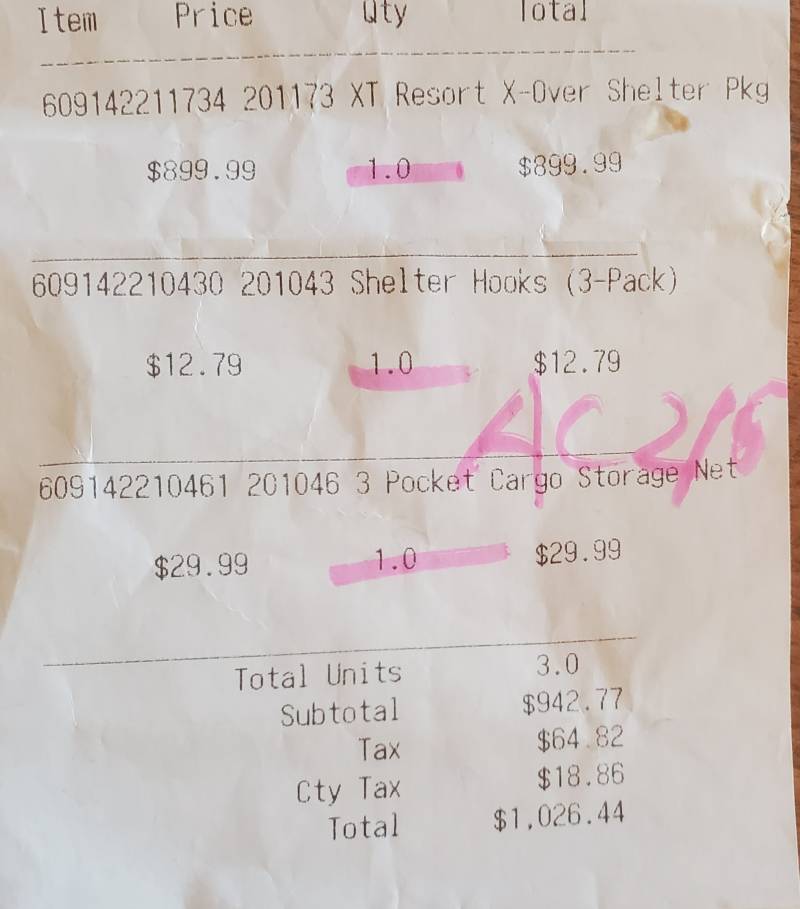 Item Price Qty Total
609142211734 201173 XT Resort X-Over Shelter Pkg
$899.99 1.0 $899.99
609142210430 201043 Shelter Hooks (3-Pack)
$12.79 1.0 $12.79
AC 2/5
609142210461 201046 3 Pocket Cargo Storage Net
$29.99 1.0 $29.99
Total Units 3.0
Subtotal $942.77
Tax $64.82
Cty Tax $18.86
Total $1,026.44